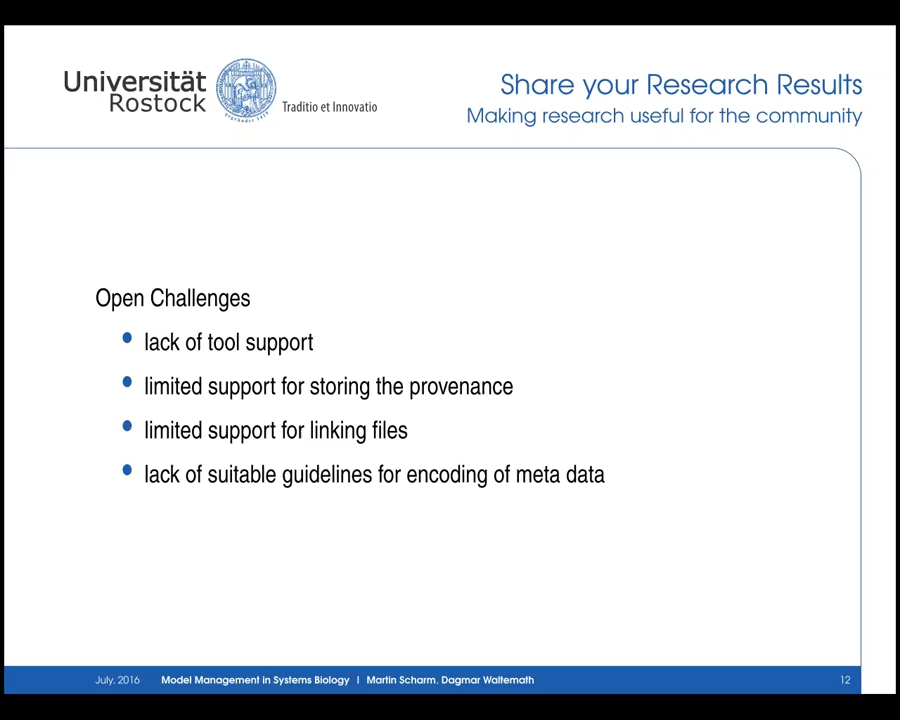 Universität
Rostock
Traditio et Innovatio
Share your Research Results
Making research useful for the community
Open Challenges
lack of tool support
limited support for storing the provenance
limited support for linking files
lack of suitable guidelines for encoding of meta data
July, 2016 Model Management in Systems Biology | Martin Scharm, Dagmar Waltemath 12